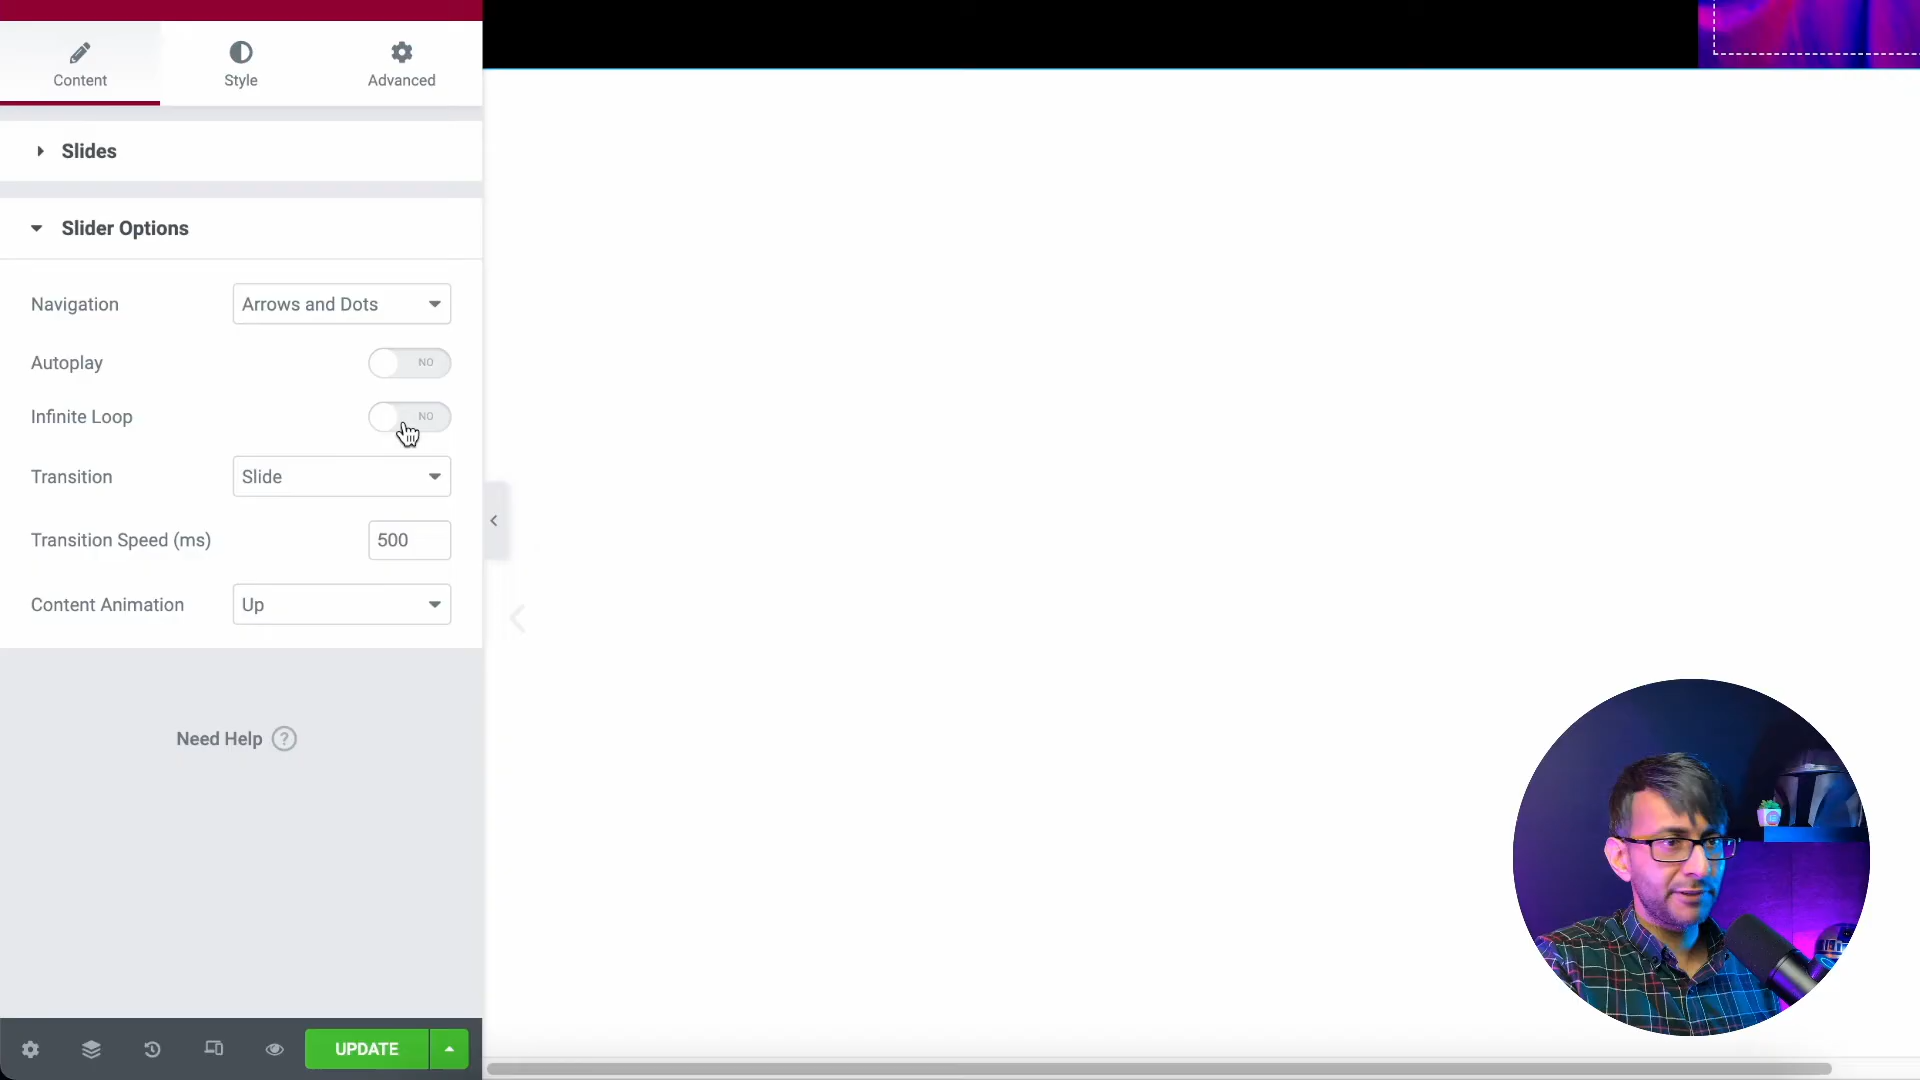 Content
Style
Advanced
Slides
Slider Options
Navigation
Arrows and Dots
Autoplay
NO
Infinite Loop
NO
Transition
Slide
Transition Speed (ms)
500
Content Animation
Up
Need Help ?
UPDATE